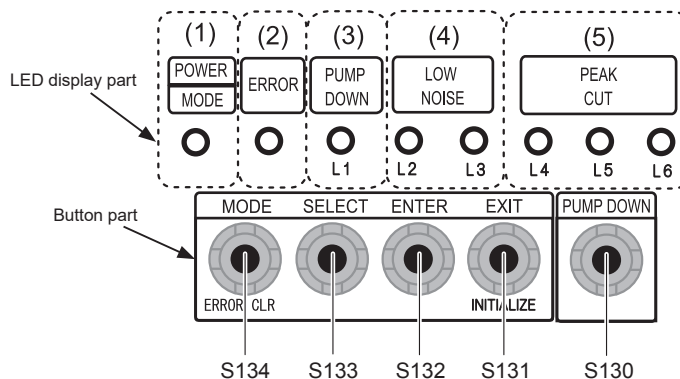 (1) (2) (3) (4) (5)
POWER
MODE
ERROR
PUMP
DOWN
LOW
NOISE
PEAK
CUT
LED display part
L1 L2 L3 L4 L5 L6
Button part
MODE SELECT ENTER EXIT PUMP DOWN
ERROR CLR INITIALIZE
S134 S133 S132 S131 S130